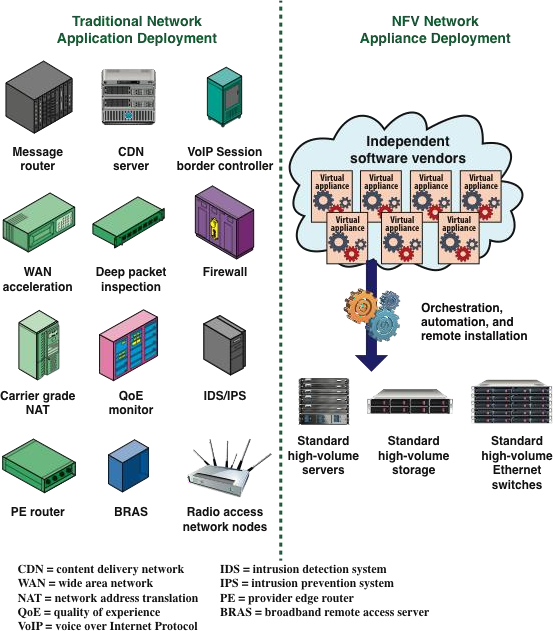 Traditional Network
Application Deployment
NFV Network
Appliance Deployment
Message
router
CDN
server
VoIP Session
border controller
WAN
acceleration
Deep packet
inspection
Firewall
Carrier grade
NAT
QoE
monitor
IDS/IPS
PE router
BRAS
Radio access
network nodes
Independent
software vendors
Virtual
appliance
Virtual
appliance
Virtual
appliance
Virtual
appliance
Virtual
appliance
Virtual
appliance
Virtual
appliance
Orchestration,
automation, and
remote installation
Standard
high-volume
servers
Standard
high-volume
storage
Standard
high-volume
Ethernet
switches
CDN = content delivery network
WAN = wide area network
NAT = network address translation
QoE = quality of experience
VoIP = voice over Internet Protocol
IDS = intrusion detection system
IPS = intrusion prevention system
PE = provider edge router
BRAS = broadband remote access server